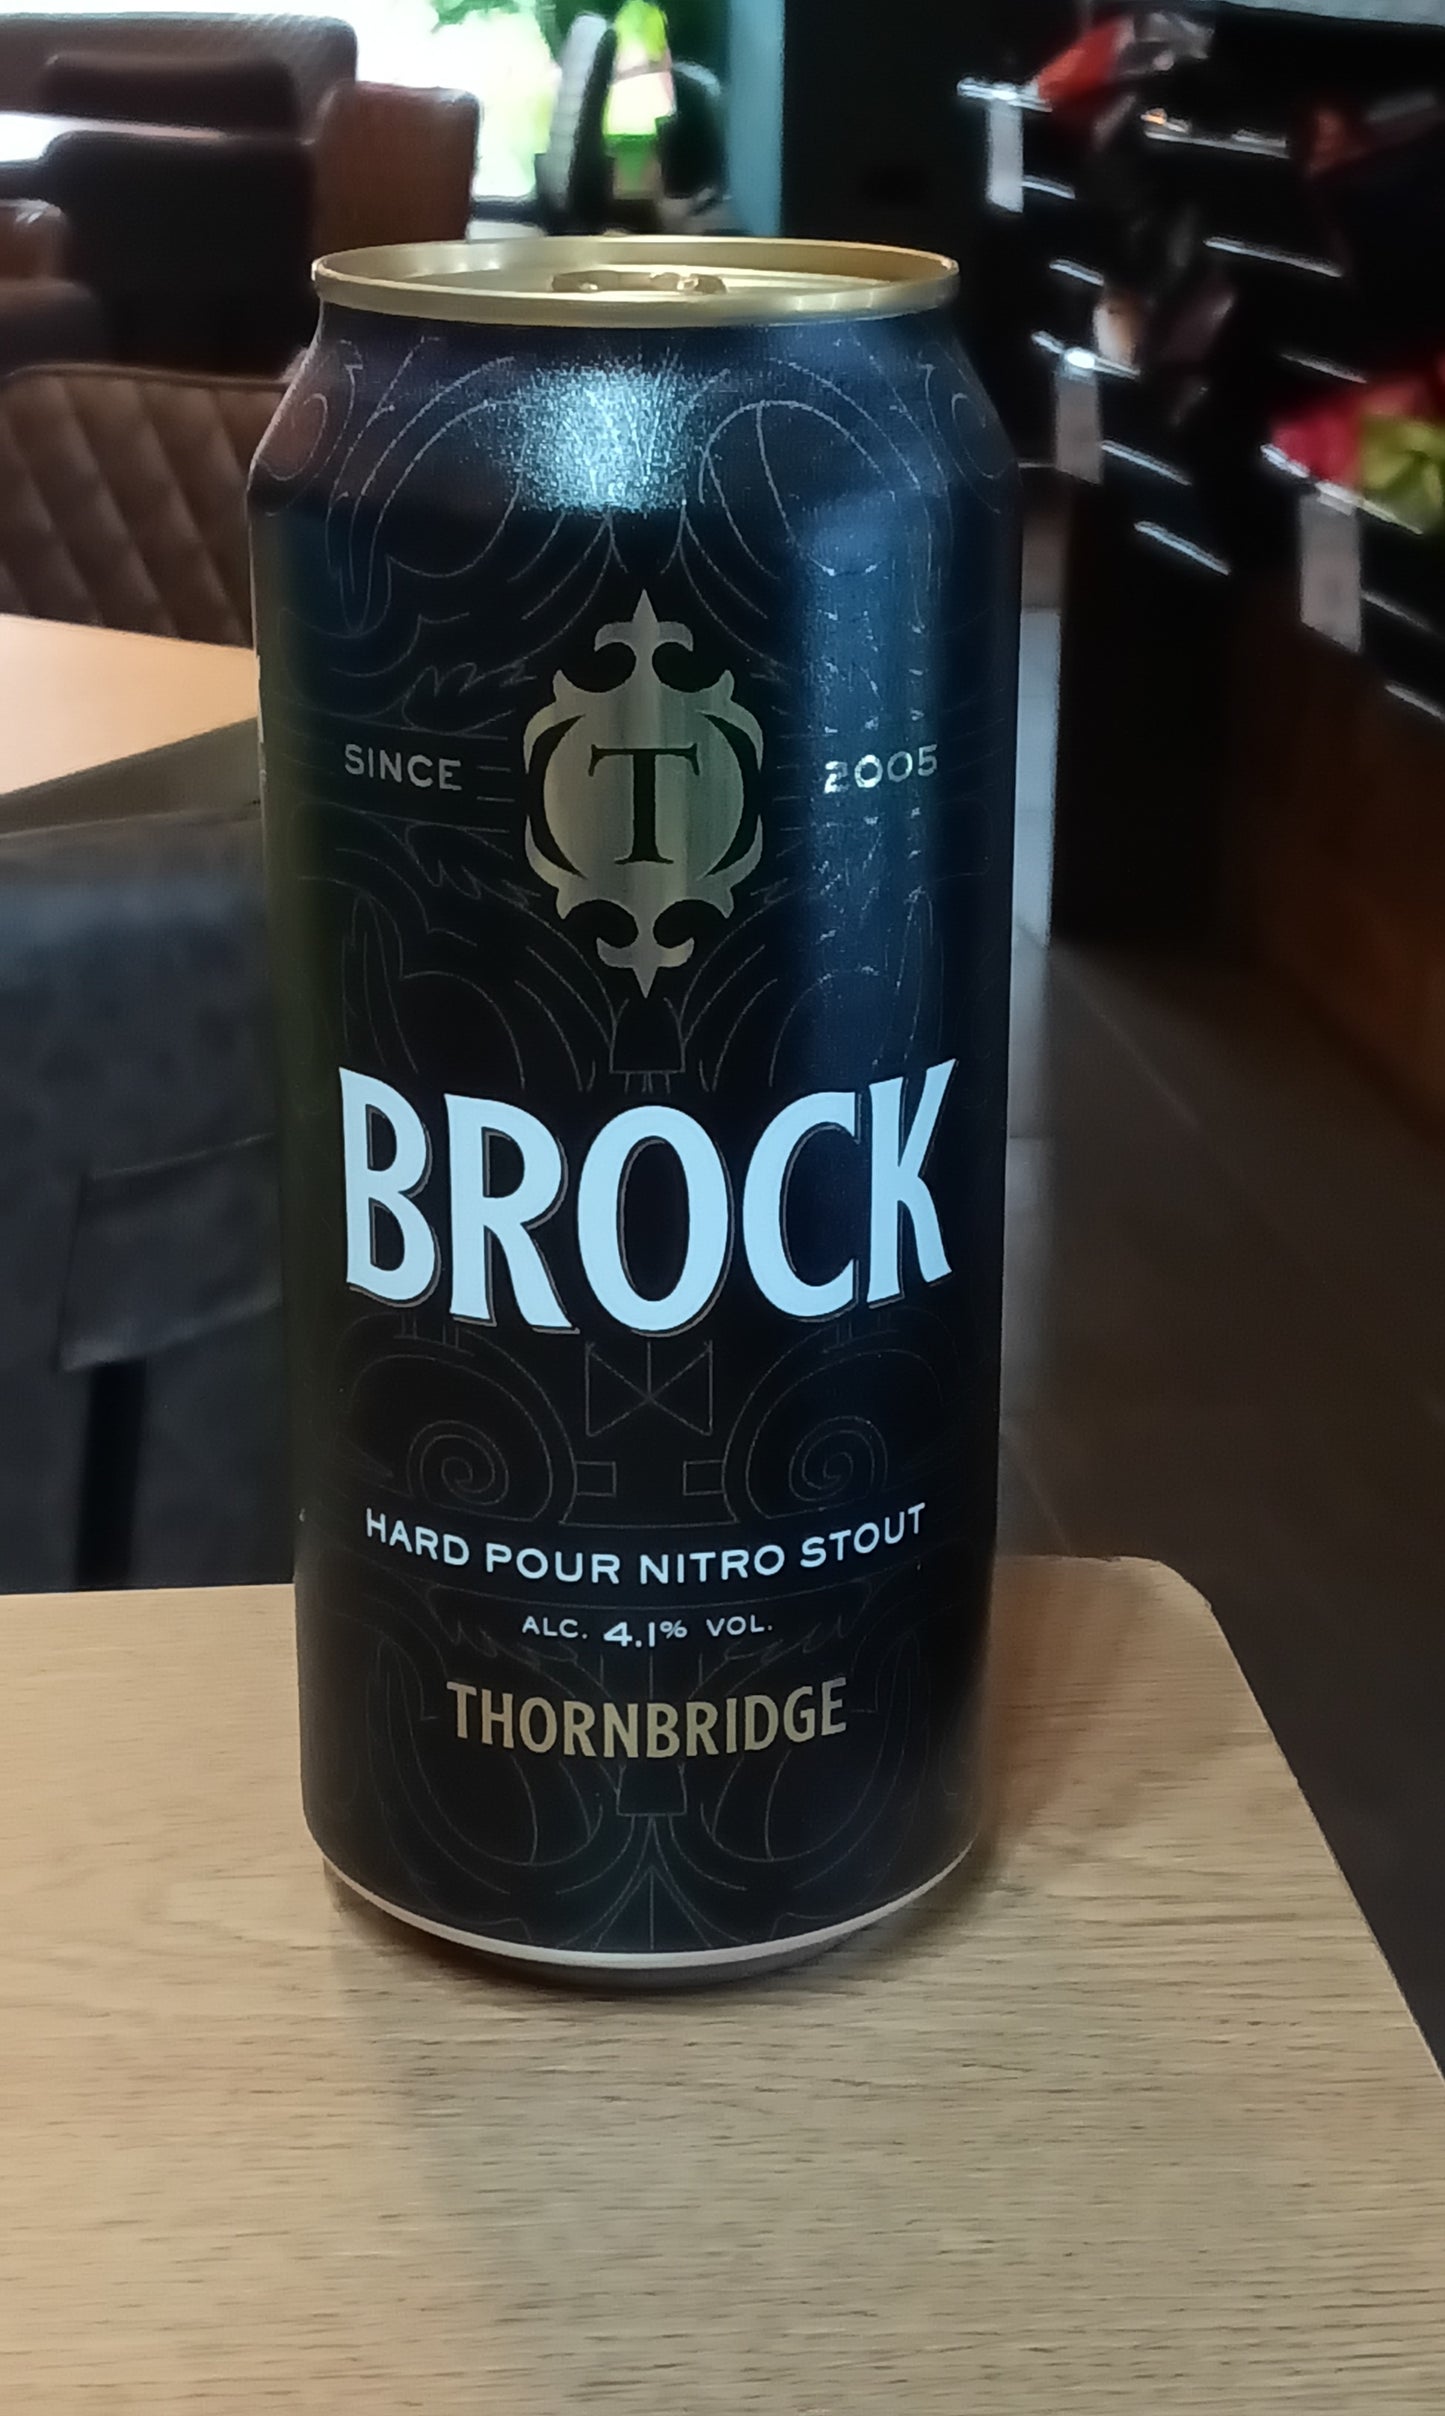 SINCE T 2005
BROCK
HARD POUR NITRO STOUT
ALC. 4.1% VOL.
THORNBRIDGE